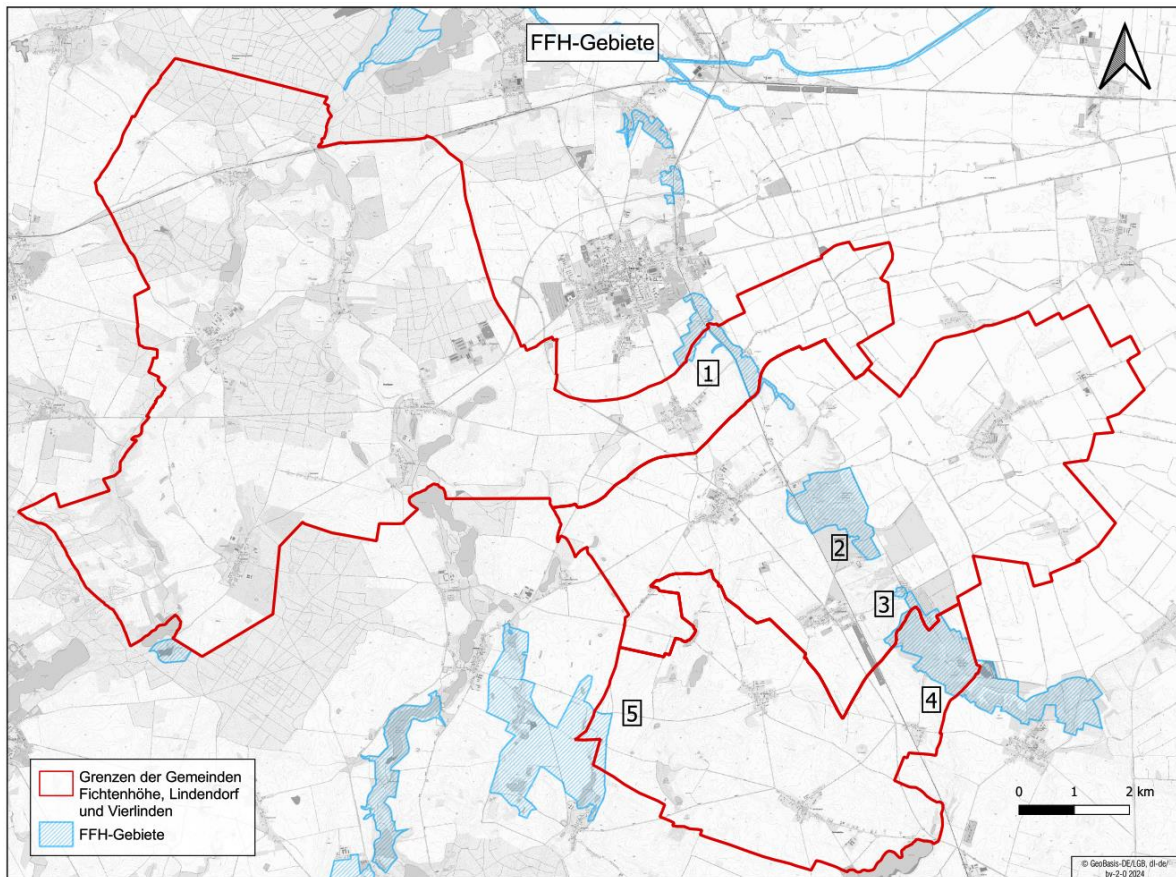 FFH-Gebiete
1
2
3
4
5
Grenzen der Gemeinden
Fichtenhöhe, Lindendorf
und Vierlinden
FFH-Gebiete
0 1 2 km
© GeoBasis-DE/LGB, dl-de/
by-2-0 2024